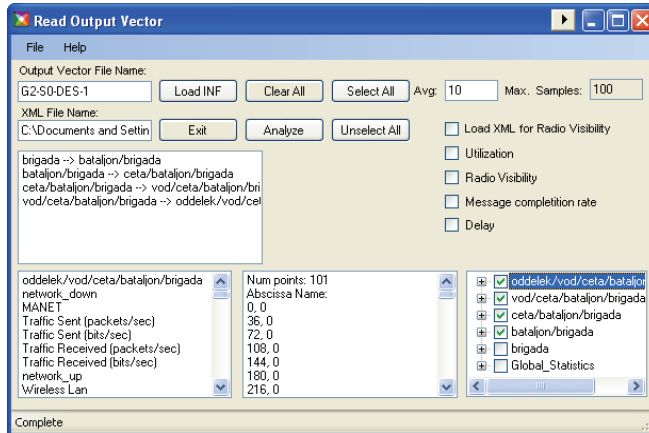 Read Output Vector
File Help
Output Vector File Name:
G2-S0-DES-1 Load INF Clear All Select All Avg: 10 Max. Samples: 100
XML File Name:
C:\Documents and Settin Exit Analyze Unselect All
Load XML for Radio Visibility
Utilization
Radio Visibility
Message completition rate
Delay
brigada --> bataljon/brigada
bataljon/brigada --> ceta/bataljon/brigada
ceta/bataljon/brigada --> vod/ceta/bataljon/bri
vod/ceta/bataljon/brigada --> oddelek/vod/cet
oddelek/vod/ceta/bataljon/brigada
network_down
MANET
Traffic Sent (packets/sec)
Traffic Sent (bits/sec)
Traffic Received (packets/sec)
Traffic Received (bits/sec)
network_up
Wireless Lan
Num points: 101
Abscissa Name:
0, 0
36, 0
72, 0
108, 0
144, 0
180, 0
216, 0
oddelek/vod/ceta/bataljon
vod/ceta/bataljon/brigada
ceta/bataljon/brigada
bataljon/brigada
brigada
Global_Statistics
Complete